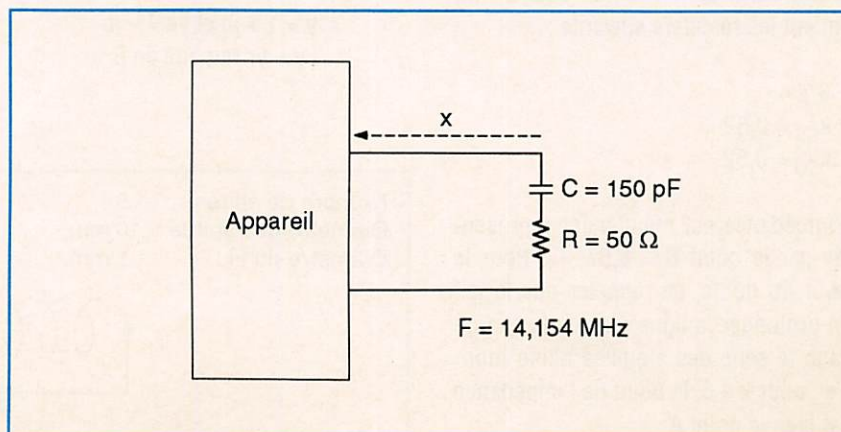 x
C = 150 pF
Appareil
R = 50 Ω
F = 14,154 MHz